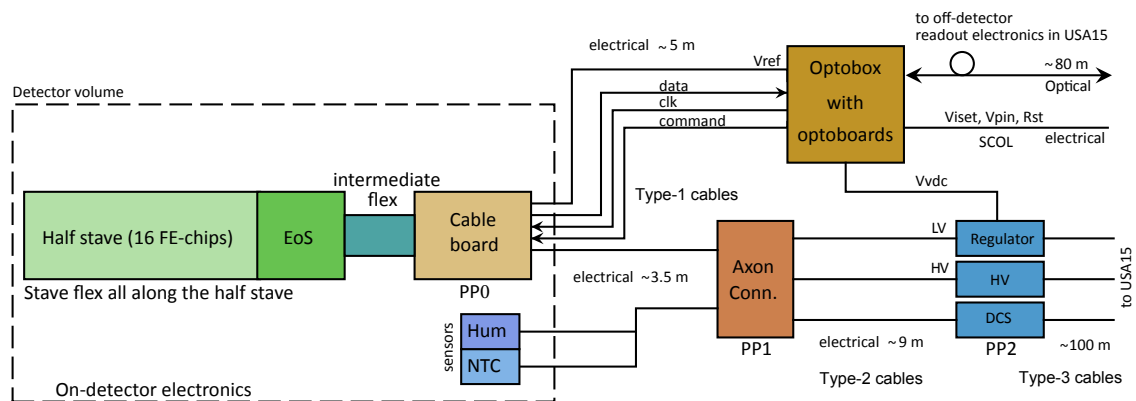 to off-detector
readout electronics in USA15
electrical ~ 5 m
Vref
Optobox
with
optoboards
~80 m
Optical
Detector volume
data
clk
command
Viset, Vpin, Rst
SCOL
electrical
intermediate
flex
Type-1 cables
Vvdc
Half stave (16 FE-chips)
EoS
Cable
board
LV
Regulator
Axon
Conn.
HV
HV
to USA15
Stave flex all along the half stave
PP0
electrical ~3.5 m
DCS
sensors
Hum
NTC
PP1
electrical ~ 9 m
PP2
~100 m
Type-2 cables
Type-3 cables
On-detector electronics